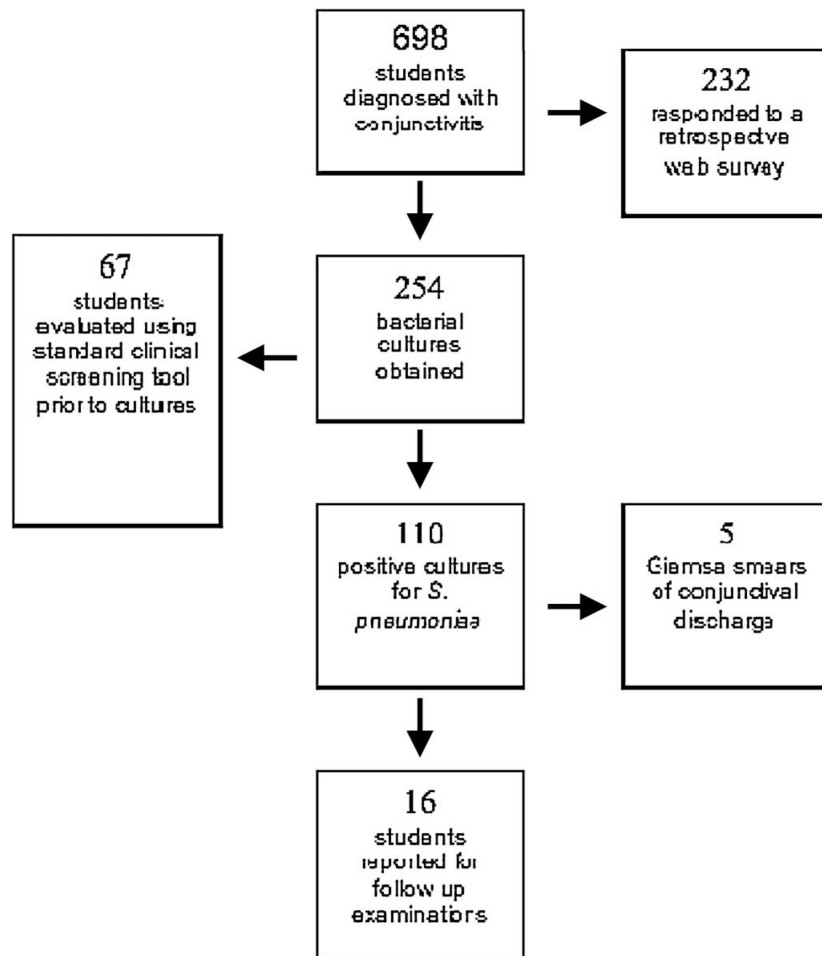 698
students
diagnosed with
conjunctivitis
232
responded to a
retrospective
web survey
67
students
evaluated using
standard clinical
screening tool
prior to cultures
254
bacterial
cultures
obtained
110
positive cultures
for S.
pneumoniae
5
Giemsa smears
of conjunctival
discharge
16
students
reported for
follow up
examinations